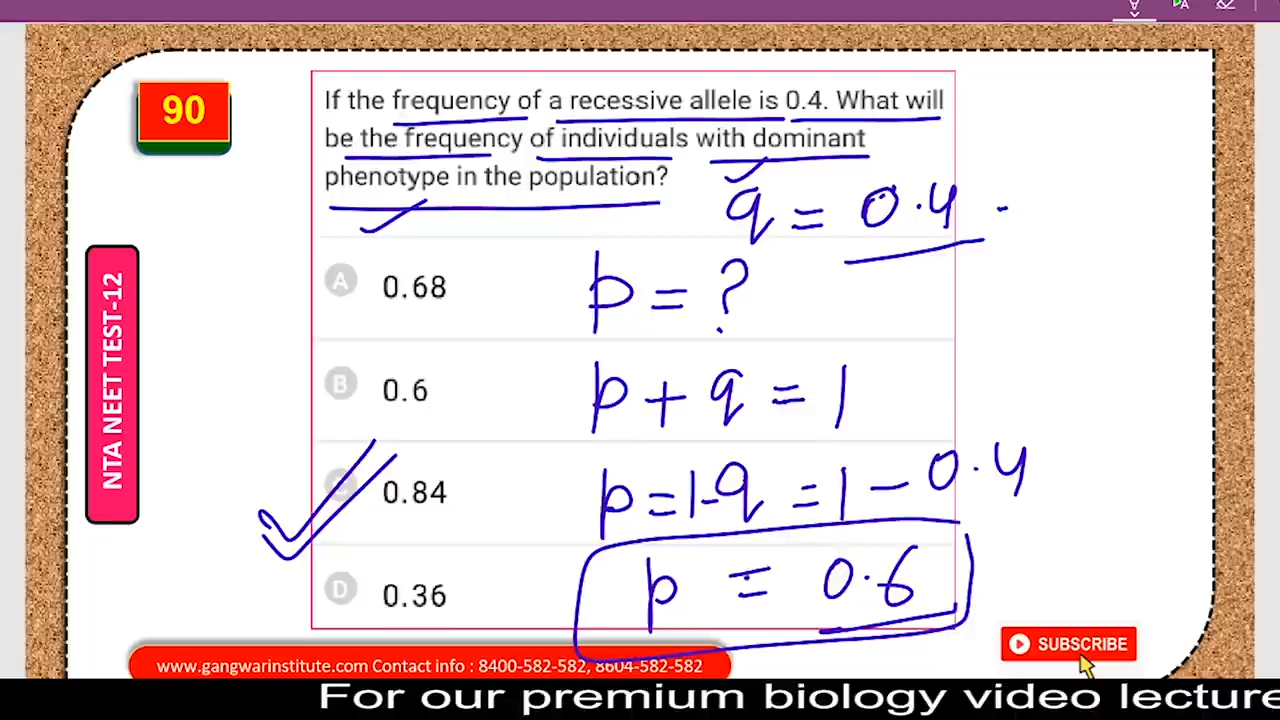 90
If the frequency of a recessive allele is 0.4. What will
be the frequency of individuals with dominant
phenotype in the population?
q = 0.4
A 0.68
p = ?
B 0.6
p + q = 1
0.84
p = 1 - q = 1 - 0.4
D 0.36
p = 0.6
NTA NEET TEST-12
SUBSCRIBE
www.gangwarinstitute.com Contact info : 8400-582-582, 8604-582-582
For our premium biology video lecture